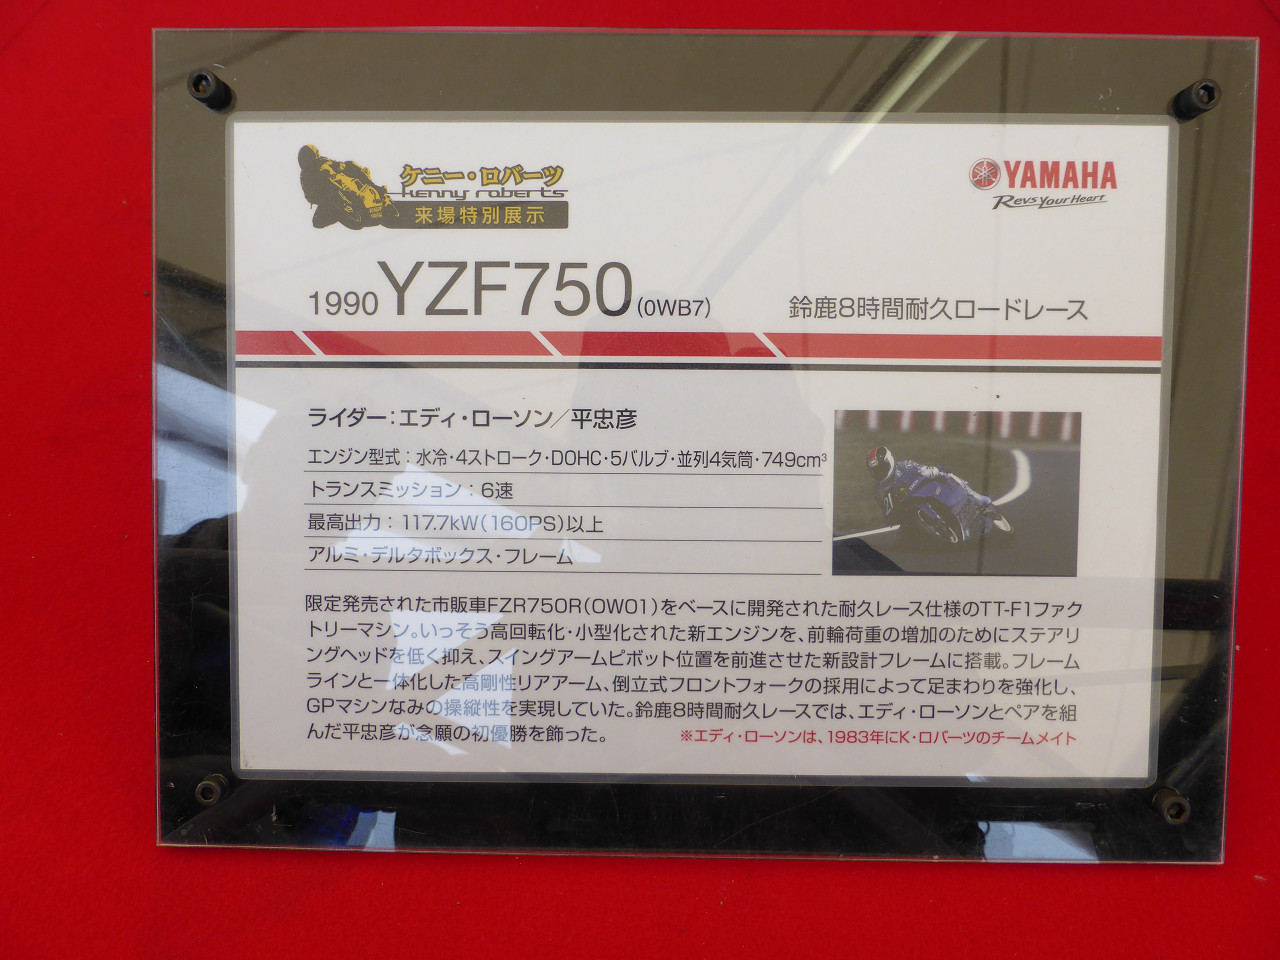 ケニー・ロバーツ
kenny roberts
来場特別展示
YAMAHA
Revs Your Heart
1990 YZF750 (0WB7)
鈴鹿8時間耐久ロードレース
ライダー：エディ・ローソン／平忠彦
エンジン型式：水冷・4ストローク・DOHC・5バルブ・並列4気筒・749cm³
トランスミッション：6速
最高出力：117.7kW（160PS）以上
アルミ・デルタボックス・フレーム
限定発売された市販車FZR750R（0W01）をベースに開発された耐久レース仕様のTT-F1ファク
トリーマシン。いっそう高回転化・小型化された新エンジンを、前輪荷重の増加のためにステアリ
ングヘッドを低く抑え、スイングアームピボット位置を前進させた新設計フレームに搭載。フレーム
ラインと一体化した高剛性リアアーム、倒立式フロントフォークの採用によって足まわりを強化し、
GPマシンなみの操縦性を実現していた。鈴鹿8時間耐久レースでは、エディ・ローソンとペアを組
んだ平忠彦が念願の初優勝を飾った。
※エディ・ローソンは、1983年にK・ロバーツのチームメイト
21